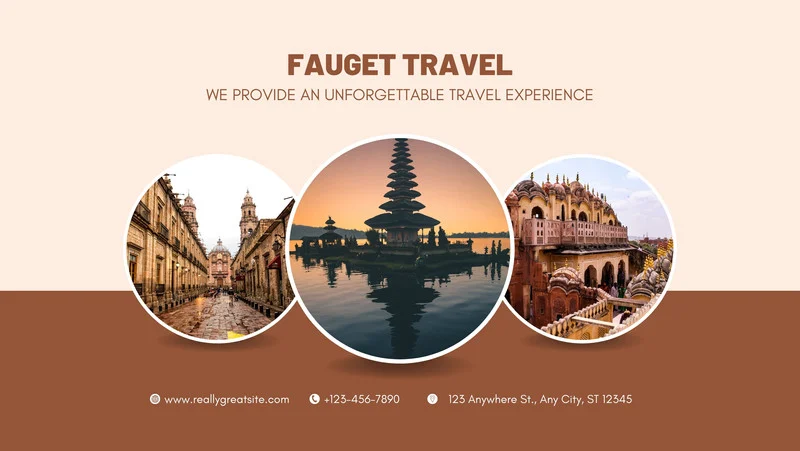 FAUGET TRAVEL
WE PROVIDE AN UNFORGETTABLE TRAVEL EXPERIENCE
www.reallygreatsite.com +123-456-7890 123 Anywhere St., Any City, ST 12345